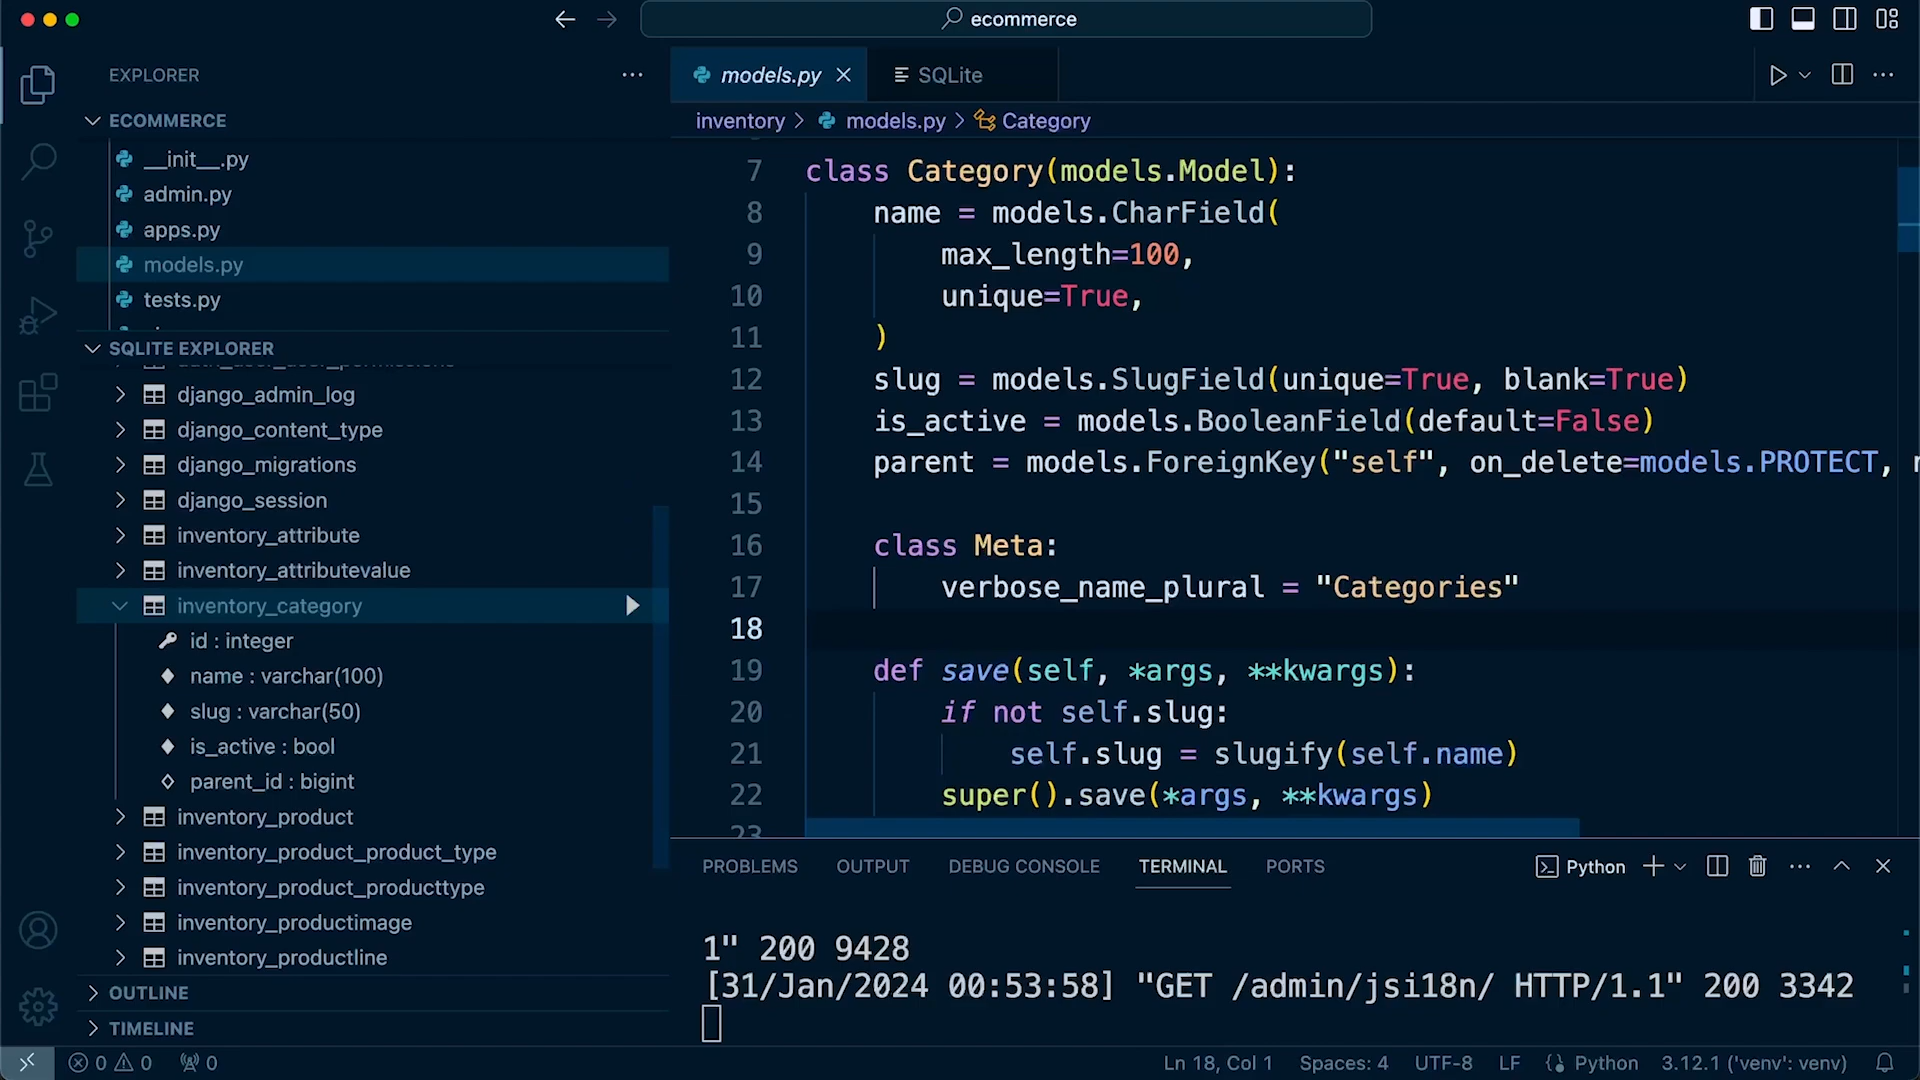 ecommerce
EXPLORER
ECOMMERCE
__init__.py
admin.py
apps.py
models.py
tests.py
SQLITE EXPLORER
django_admin_log
django_content_type
django_migrations
django_session
inventory_attribute
inventory_attributevalue
inventory_category
id : integer
name : varchar(100)
slug : varchar(50)
is_active : bool
parent_id : bigint
inventory_product
inventory_product_product_type
inventory_product_producttype
inventory_productimage
inventory_productline
OUTLINE
TIMELINE
models.py SQLite
inventory > models.py > Category
7 class Category(models.Model):
8 name = models.CharField(
9 max_length=100,
10 unique=True,
11 )
12 slug = models.SlugField(unique=True, blank=True)
13 is_active = models.BooleanField(default=False)
14 parent = models.ForeignKey("self", on_delete=models.PROTECT,
15
16 class Meta:
17 verbose_name_plural = "Categories"
18
19 def save(self, *args, **kwargs):
20 if not self.slug:
21 self.slug = slugify(self.name)
22 super().save(*args, **kwargs)
23
PROBLEMS OUTPUT DEBUG CONSOLE TERMINAL PORTS Python
1" 200 9428
[31/Jan/2024 00:53:58] "GET /admin/jsi18n/ HTTP/1.1" 200 3342
0 0 0 Ln 18, Col 1 Spaces: 4 UTF-8 LF Python 3.12.1 ('venv': venv)